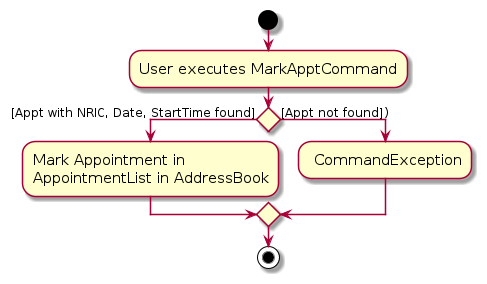 User executes MarkApptCommand
[Appt with NRIC, Date, StartTime found]
[Appt not found])
Mark Appointment in
AppointmentList in AddressBook
CommandException